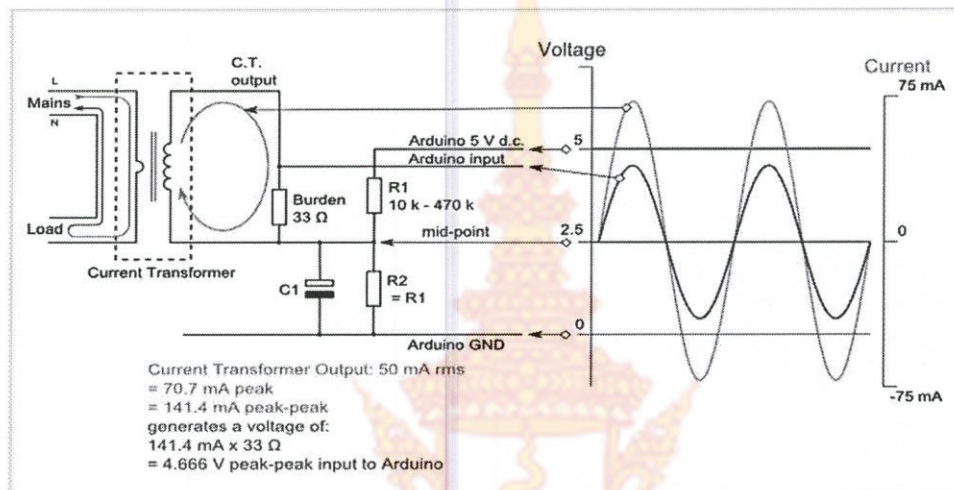 Voltage
C.T.
output
Current
75 mA
L
Mains
N
Arduino 5 V d.c.
5
Arduino input
Burden
33 Ω
R1
10 k - 470 k
mid-point
2.5
0
Load
Current Transformer
C1
R2
= R1
0
Arduino GND
-75 mA
Current Transformer Output: 50 mA rms
= 70.7 mA peak
= 141.4 mA peak-peak
generates a voltage of:
141.4 mA x 33 Ω
= 4.666 V peak-peak input to Arduino